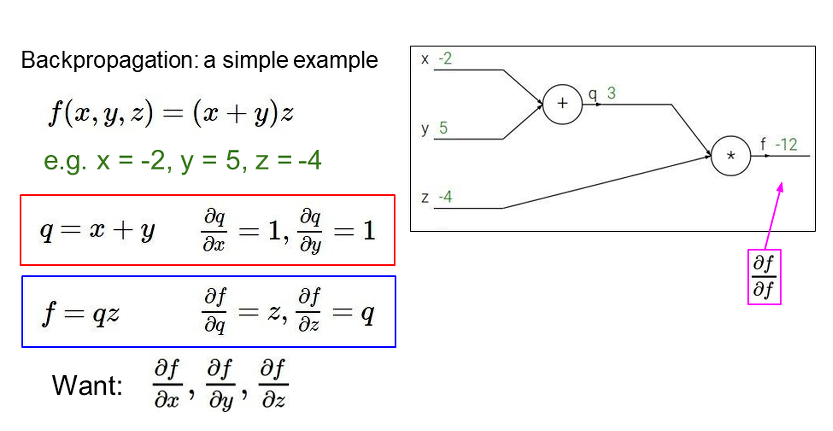 Backpropagation: a simple example
f(x, y, z) = (x + y)z
e.g. x = -2, y = 5, z = -4
q = x + y ∂q/∂x = 1, ∂q/∂y = 1
f = qz ∂f/∂q = z, ∂f/∂z = q
Want: ∂f/∂x, ∂f/∂y, ∂f/∂z
x -2
y 5
z -4
+
q 3
*
f -12
∂f/∂f